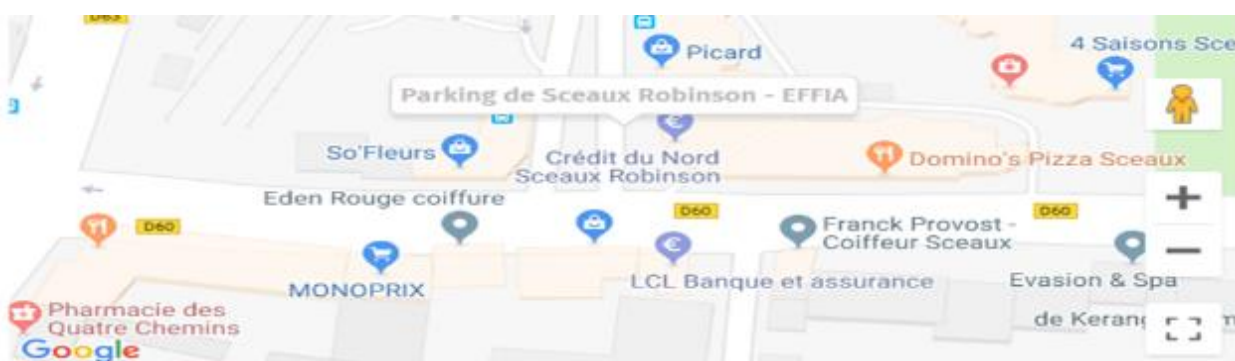 D63
Picard
4 Saisons Sce
Parking de Sceaux Robinson - EFFIA
So'Fleurs
Crédit du Nord
Sceaux Robinson
Domino's Pizza Sceaux
Eden Rouge coiffure
D60
D60
D60
Franck Provost -
Coiffeur Sceaux
MONOPRIX
LCL Banque et assurance
Evasion & Spa
Pharmacie des
Quatre Chemins
de Kerang
Google